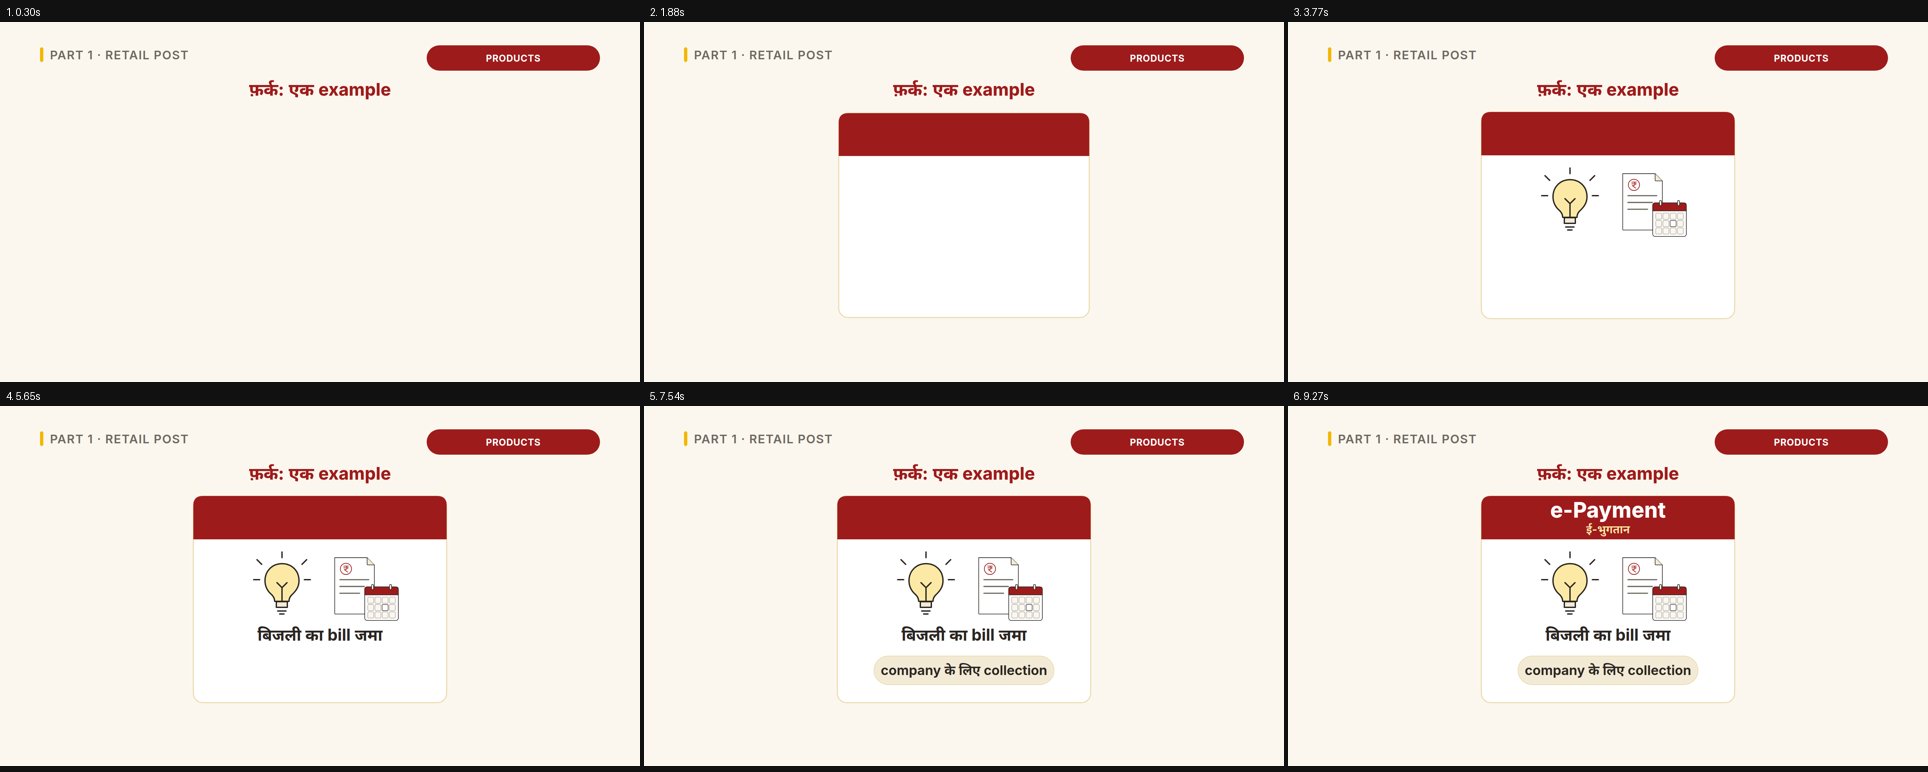 1. 0.30s
PART 1 · RETAIL POST
PRODUCTS
फ़र्क: एक example
2. 1.88s
PART 1 · RETAIL POST
PRODUCTS
फ़र्क: एक example
3. 3.77s
PART 1 · RETAIL POST
PRODUCTS
फ़र्क: एक example
₹
4. 5.65s
PART 1 · RETAIL POST
PRODUCTS
फ़र्क: एक example
₹
बिजली का bill जमा
5. 7.54s
PART 1 · RETAIL POST
PRODUCTS
फ़र्क: एक example
₹
बिजली का bill जमा
company के लिए collection
6. 9.27s
PART 1 · RETAIL POST
PRODUCTS
फ़र्क: एक example
e-Payment
ई-भुगतान
₹
बिजली का bill जमा
company के लिए collection